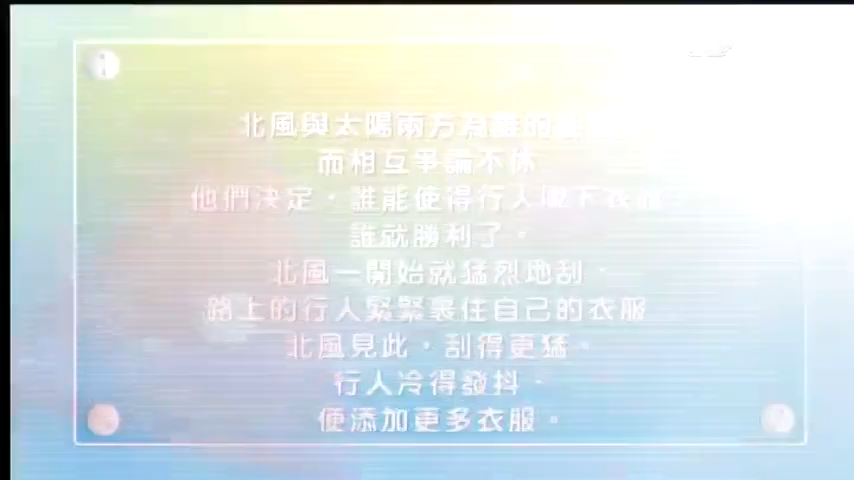 北風與太陽兩方為誰的
而相互爭論不休
他們決定，誰能使得行人脫下衣服，
誰就勝利了。
北風一開始就猛烈地刮，
路上的行人緊緊裹住自己的衣服
北風見此，刮得更猛。
行人冷得發抖，
便添加更多衣服。